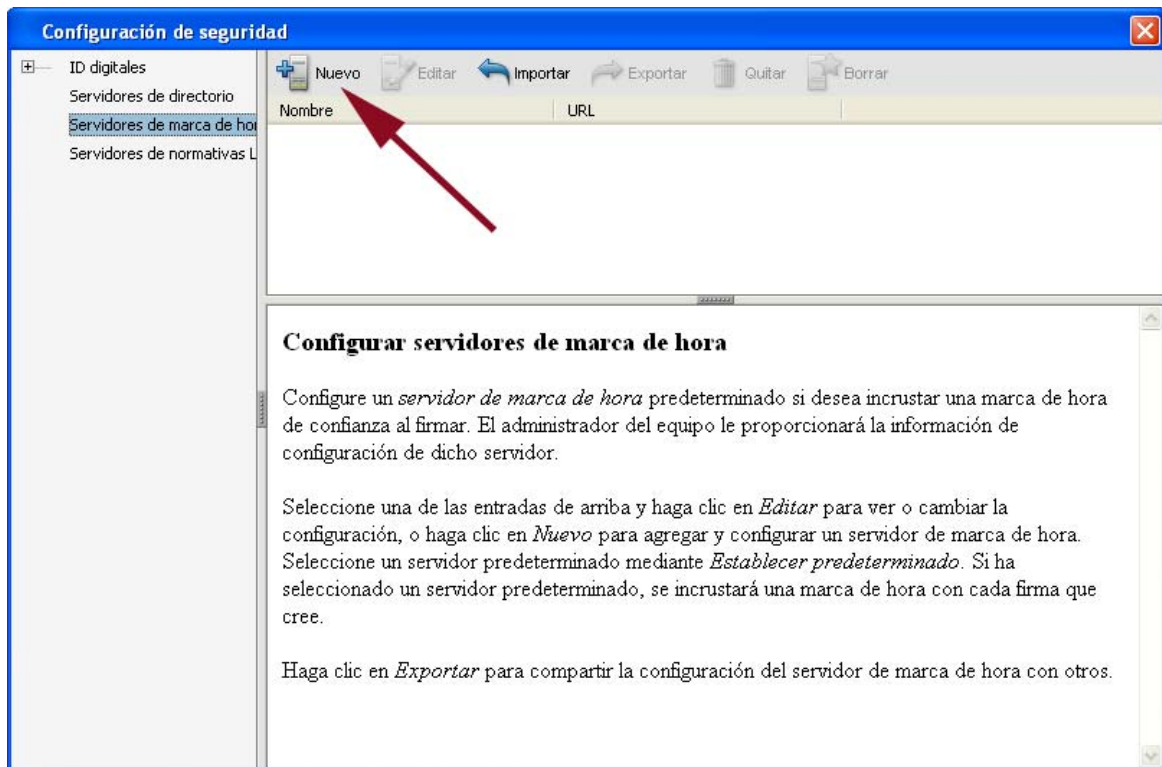 Configuración de seguridad
ID digitales
Servidores de directorio
Servidores de marca de hor
Servidores de normativas L
Nuevo Editar Importar Exportar Quitar Borrar
Nombre URL
Configurar servidores de marca de hora
Configure un servidor de marca de hora predeterminado si desea incrustar una marca de hora
de confianza al firmar. El administrador del equipo le proporcionará la información de
configuración de dicho servidor.
Seleccione una de las entradas de arriba y haga clic en Editar para ver o cambiar la
configuración, o haga clic en Nuevo para agregar y configurar un servidor de marca de hora.
Seleccione un servidor predeterminado mediante Establecer predeterminado. Si ha
seleccionado un servidor predeterminado, se incrustará una marca de hora con cada firma que
cree.
Haga clic en Exportar para compartir la configuración del servidor de marca de hora con otros.